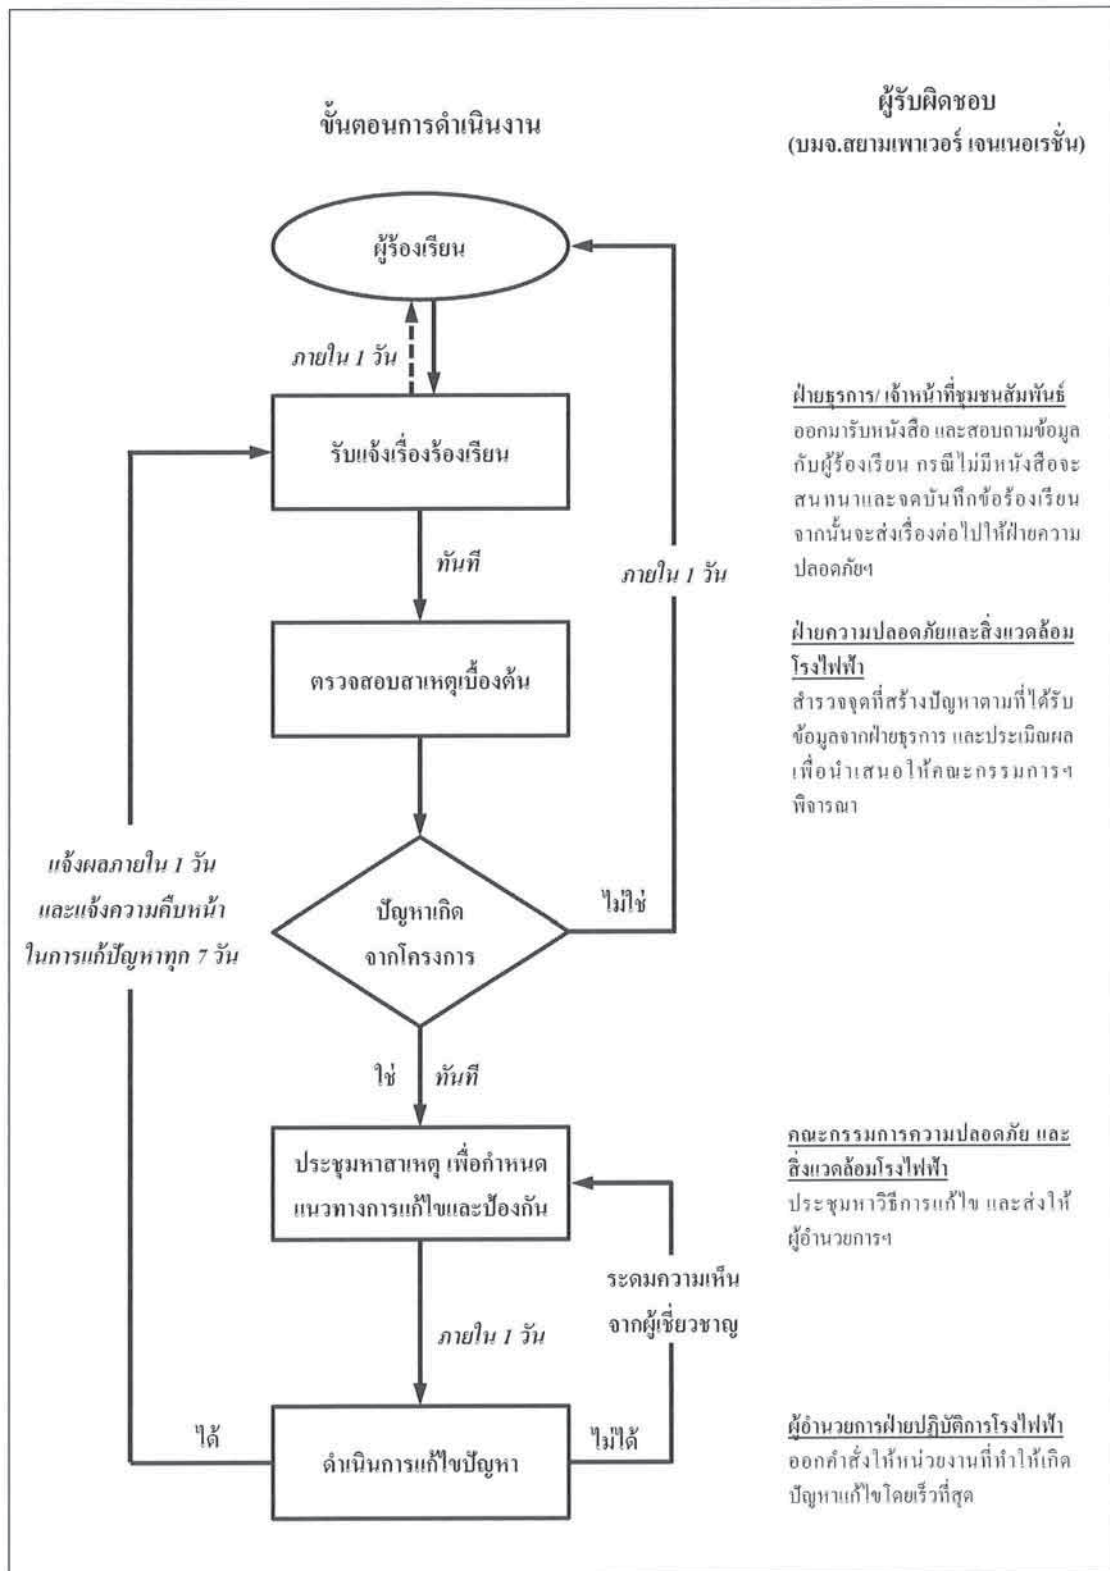 ขั้นตอนการดำเนินงาน
ผู้รับผิดชอบ
(บมจ.สยามเพาเวอร์ เจนเนอเรชั่น)
ผู้ร้องเรียน
ภายใน 1 วัน
รับแจ้งเรื่องร้องเรียน
ฝ่ายธุรการ/ เจ้าหน้าที่ชุมชนสัมพันธ์
ออกมารับหนังสือ และสอบถามข้อมูล
กับผู้ร้องเรียน กรณีไม่มีหนังสือจะ
สนทนาและจดบันทึกข้อร้องเรียน
จากนั้นจะส่งเรื่องต่อไปให้ฝ่ายความ
ปลอดภัยฯ
ทันที
ภายใน 1 วัน
ตรวจสอบสาเหตุเบื้องต้น
ฝ่ายความปลอดภัยและสิ่งแวดล้อม
โรงไฟฟ้า
สำรวจจุดที่สร้างปัญหาตามที่ได้รับ
ข้อมูลจากฝ่ายธุรการ และประเมิณผล
เพื่อนำเสนอให้คณะกรรมการฯ
พิจารณา
แจ้งผลภายใน 1 วัน
และแจ้งความคืบหน้า
ในการแก้ปัญหาทุก 7 วัน
ปัญหาเกิด
จากโครงการ
ไม่ใช่
ใช่ ทันที
ประชุมหาสาเหตุ เพื่อกำหนด
แนวทางการแก้ไขและป้องกัน
คณะกรรมการความปลอดภัย และ
สิ่งแวดล้อมโรงไฟฟ้า
ประชุมหาวิธีการแก้ไข และส่งให้
ผู้อำนวยการฯ
ระดมความเห็น
จากผู้เชี่ยวชาญ
ภายใน 1 วัน
ได้
ดำเนินการแก้ไขปัญหา
ไม่ได้
ผู้อำนวยการฝ่ายปฏิบัติการโรงไฟฟ้า
ออกคำสั่งให้หน่วยงานที่ทำให้เกิด
ปัญหาแก้ไขโดยเร็วที่สุด